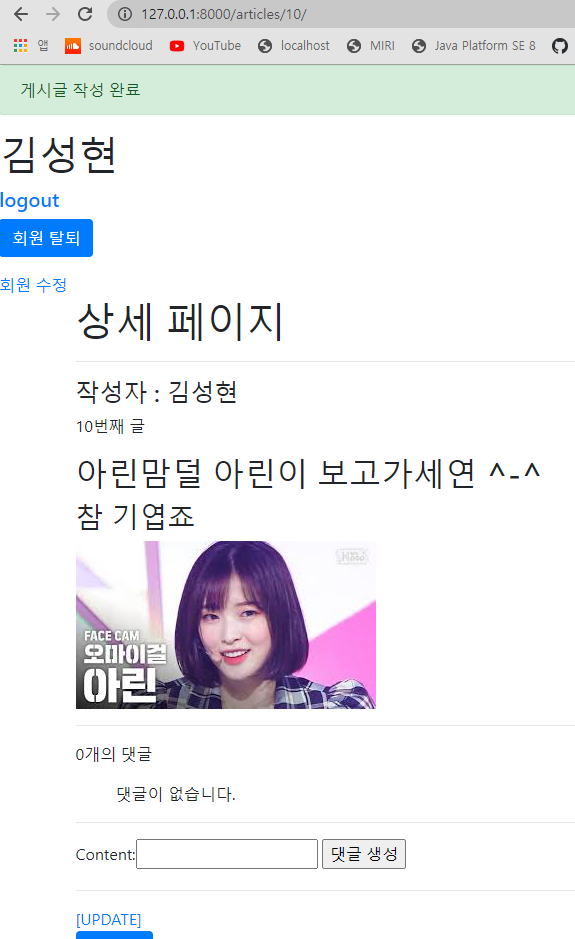 127.0.0.1:8000/articles/10/
앱 soundcloud YouTube localhost MIRI Java Platform SE 8
게시글 작성 완료
김성현
logout
회원 탈퇴
회원 수정
상세 페이지
작성자 : 김성현
10번째 글
아린맘덜 아린이 보고가세연 ^-^
참 기엽죠
FACE CAM
오마이걸
아린
0개의 댓글
댓글이 없습니다.
Content: 댓글 생성
[UPDATE]